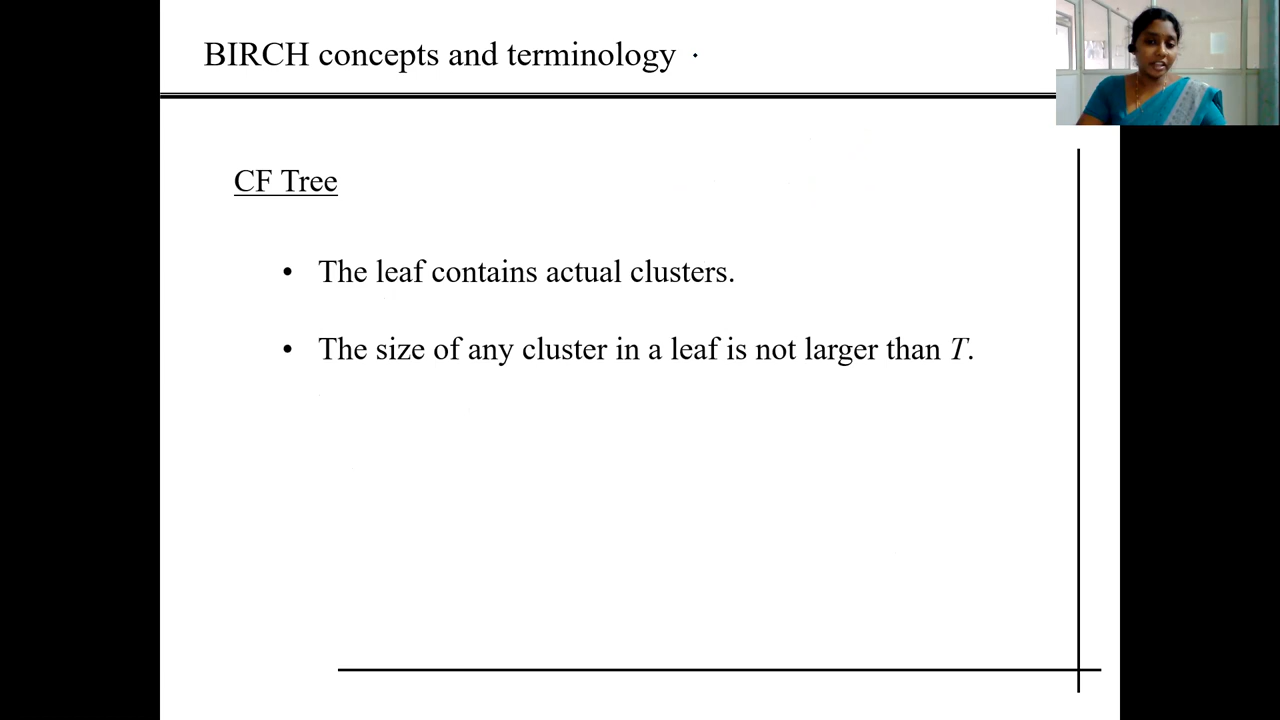 BIRCH concepts and terminology
CF Tree
• The leaf contains actual clusters.
• The size of any cluster in a leaf is not larger than T.